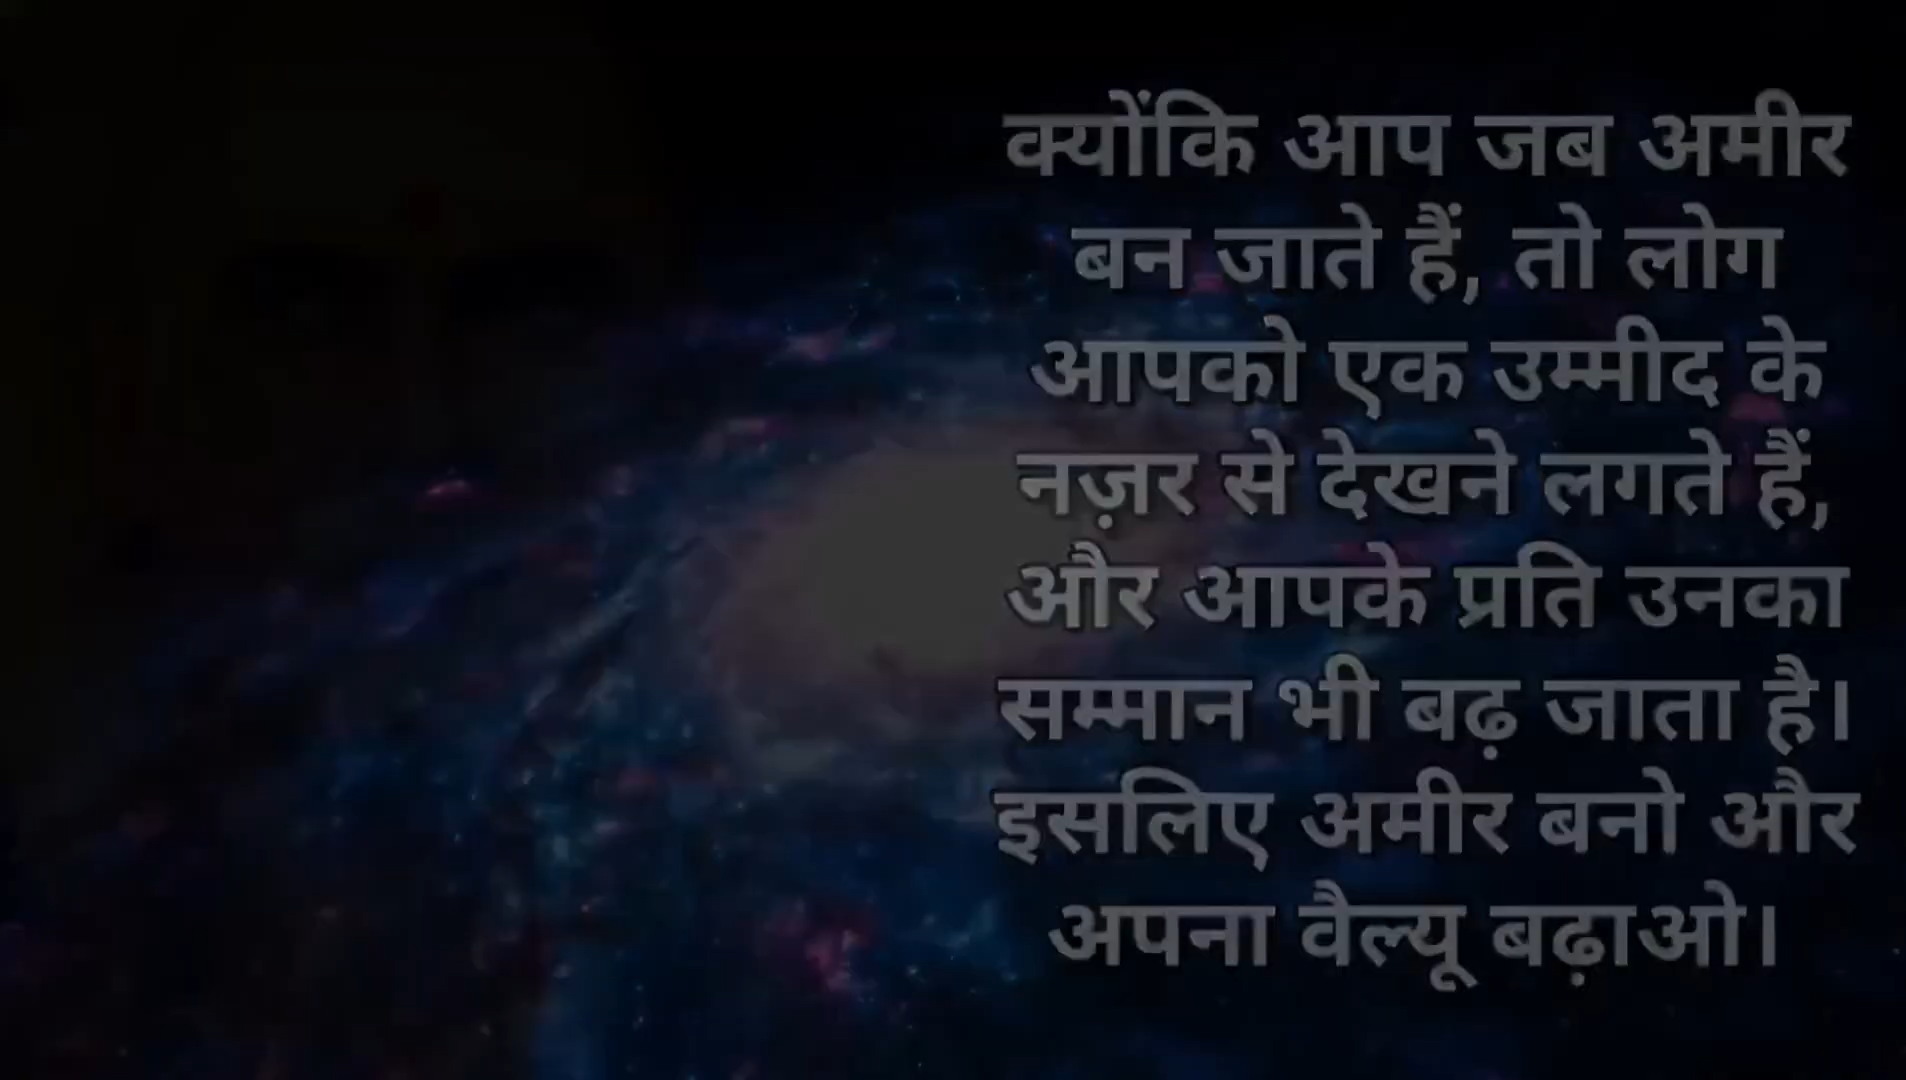 क्योंकि आप जब अमीर
बन जाते हैं, तो लोग
आपको एक उम्मीद के
नज़र से देखने लगते हैं,
और आपके प्रति उनका
सम्मान भी बढ़ जाता है।
इसलिए अमीर बनो और
अपना वैल्यू बढ़ाओ।